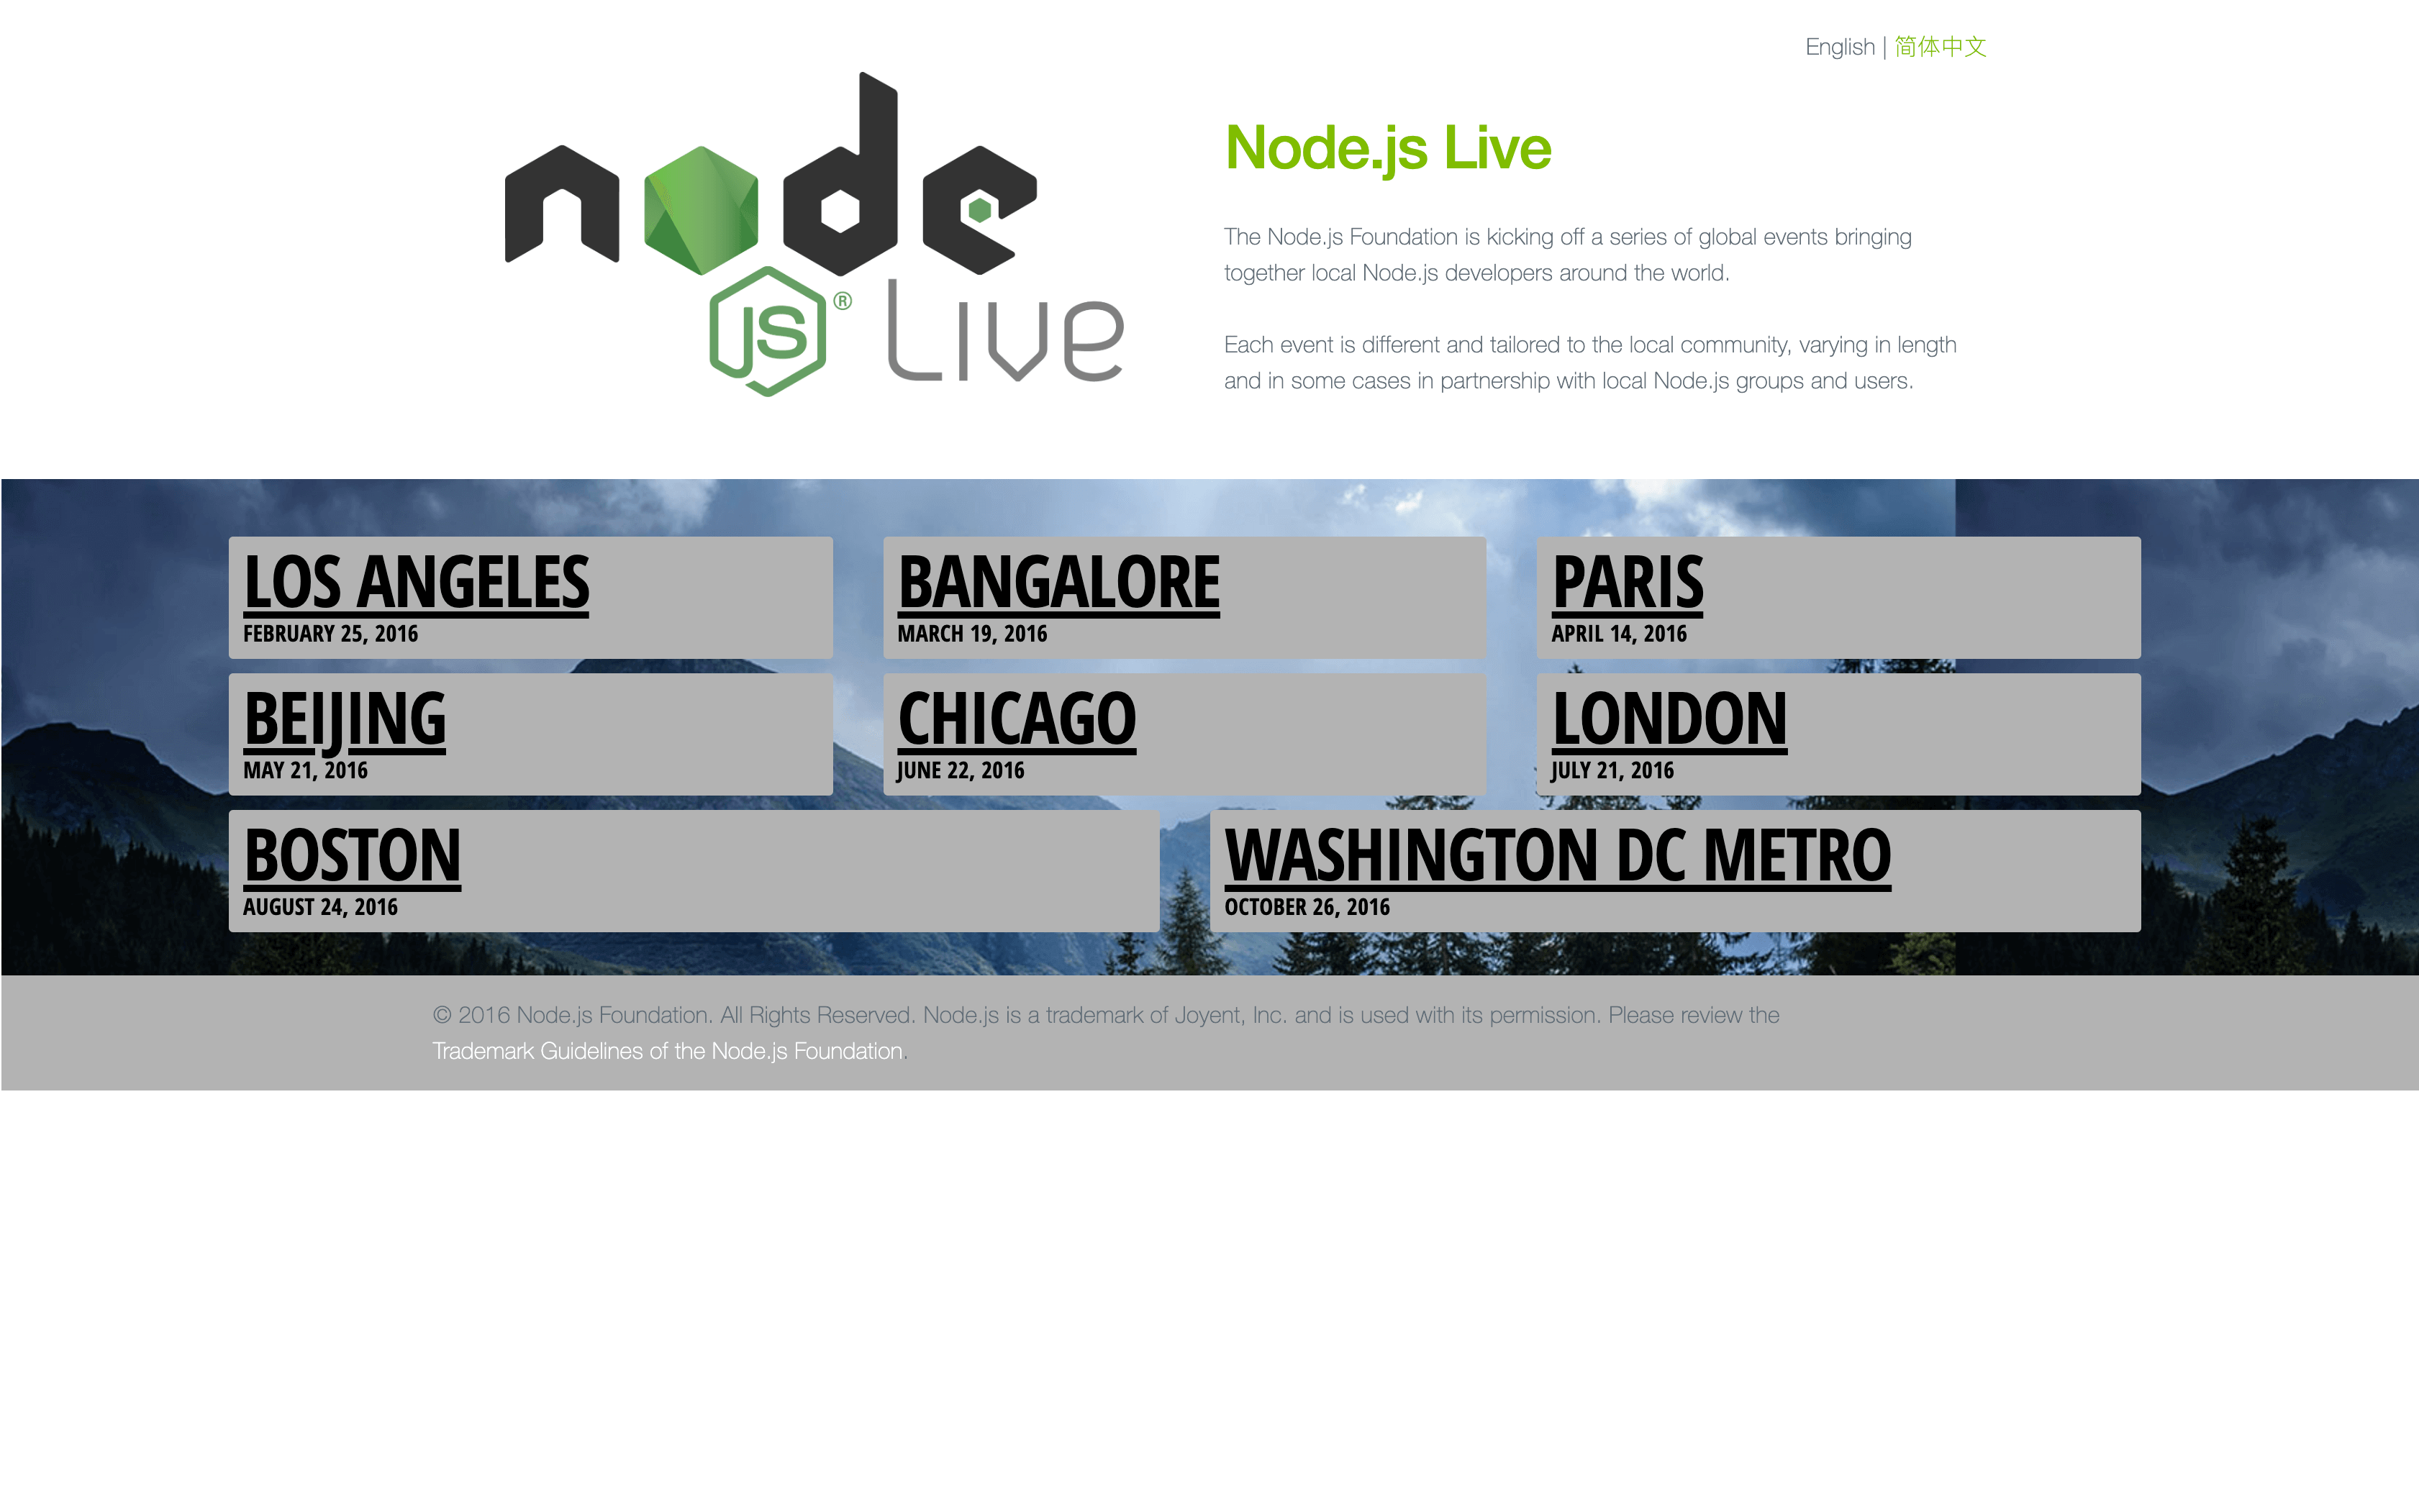 English | 简体中文
node
JS® Live
Node.js Live
The Node.js Foundation is kicking off a series of global events bringing
together local Node.js developers around the world.
Each event is different and tailored to the local community, varying in length
and in some cases in partnership with local Node.js groups and users.
LOS ANGELES
FEBRUARY 25, 2016
BANGALORE
MARCH 19, 2016
PARIS
APRIL 14, 2016
BEIJING
MAY 21, 2016
CHICAGO
JUNE 22, 2016
LONDON
JULY 21, 2016
BOSTON
AUGUST 24, 2016
WASHINGTON DC METRO
OCTOBER 26, 2016
© 2016 Node.js Foundation. All Rights Reserved. Node.js is a trademark of Joyent, Inc. and is used with its permission. Please review the
Trademark Guidelines of the Node.js Foundation.